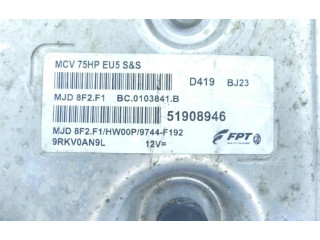 MCV 75HP EU5 S&S
D419 BJ23
MJD 8F2.F1 BC.0103841.B
51908946
MJD 8F2.F1/HW00P/9744-F192
9RKV0AN9L 12V=
FPT